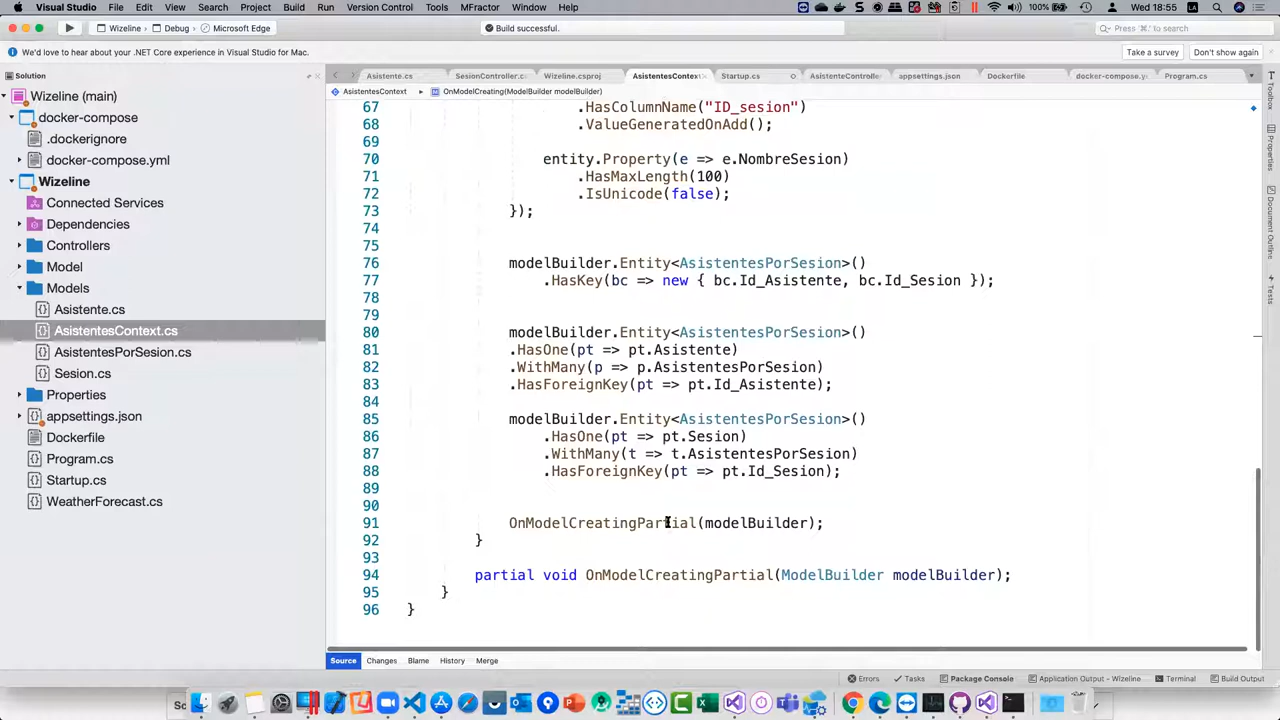 Visual Studio File Edit View Search Project Build Run Version Control Tools MFractor Window Help 100% Wed 18:55
Wizeline > Debug > Microsoft Edge Build successful. Press '⌘.' to search
We'd love to hear about your .NET Core experience in Visual Studio for Mac. Take a survey Don't show again
Solution
Asistente.cs SesionController.cs Wizeline.csproj AsistentesContext Startup.cs AsistenteControlle appsettings.json Dockerfile docker-compose.y Program.cs
AsistentesContext OnModelCreating(ModelBuilder modelBuilder)
Wizeline (main)
docker-compose
.dockerignore
docker-compose.yml
Wizeline
Connected Services
Dependencies
Controllers
Model
Models
Asistente.cs
AsistentesContext.cs
AsistentesPorSesion.cs
Sesion.cs
Properties
appsettings.json
Dockerfile
Program.cs
Startup.cs
WeatherForecast.cs
67 .HasColumnName("ID_sesion")
68 .ValueGeneratedOnAdd();
69
70 entity.Property(e => e.NombreSesion)
71 .HasMaxLength(100)
72 .IsUnicode(false);
73 });
74
75
76 modelBuilder.Entity<AsistentesPorSesion>()
77 .HasKey(bc => new { bc.Id_Asistente, bc.Id_Sesion });
78
79
80 modelBuilder.Entity<AsistentesPorSesion>()
81 .HasOne(pt => pt.Asistente)
82 .WithMany(p => p.AsistentesPorSesion)
83 .HasForeignKey(pt => pt.Id_Asistente);
84
85 modelBuilder.Entity<AsistentesPorSesion>()
86 .HasOne(pt => pt.Sesion)
87 .WithMany(t => t.AsistentesPorSesion)
88 .HasForeignKey(pt => pt.Id_Sesion);
89
90
91 OnModelCreatingPartial(modelBuilder);
92 }
93
94 partial void OnModelCreatingPartial(ModelBuilder modelBuilder);
95 }
96 }
Toolbox
Properties
Document Outline
Tests
Source Changes Blame History Merge
Errors Tasks Package Console Application Output - Wizeline Terminal Build Output